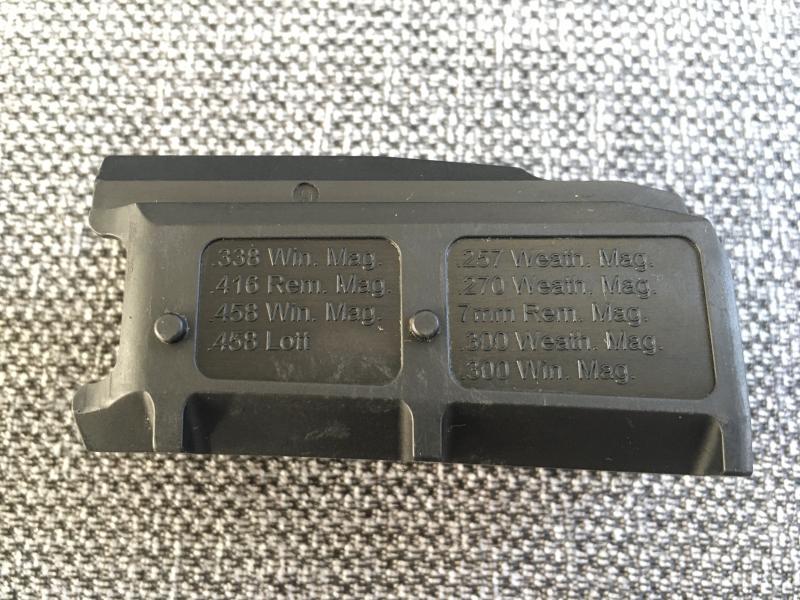 .338 Win. Mag.
.416 Rem. Mag.
.458 Win. Mag.
.458 Lott
.257 Weath. Mag.
.270 Weath. Mag.
7mm Rem. Mag.
.300 Weath. Mag.
.300 Win. Mag.